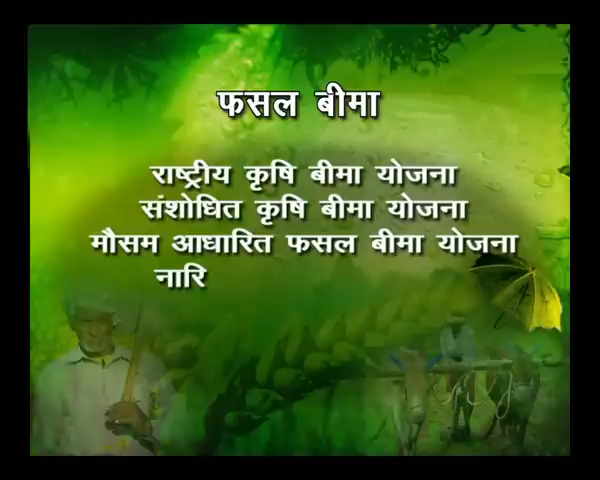 फसल बीमा
राष्ट्रीय कृषि बीमा योजना
संशोधित कृषि बीमा योजना
मौसम आधारित फसल बीमा योजना
नारि